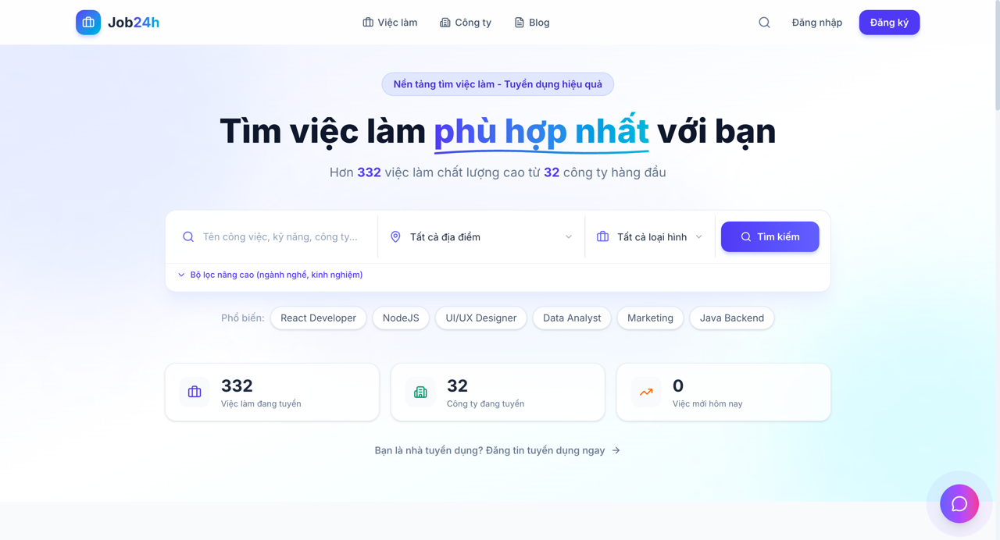 Job24h
Việc làm
Công ty
Blog
Đăng nhập
Đăng ký
Nền tảng tìm việc làm - Tuyển dụng hiệu quả
Tìm việc làm phù hợp nhất với bạn
Hơn 332 việc làm chất lượng cao từ 32 công ty hàng đầu
Tên công việc, kỹ năng, công ty...
Tất cả địa điểm
Tất cả loại hình
Tìm kiếm
Bộ lọc nâng cao (ngành nghề, kinh nghiệm)
Phổ biến:
React Developer
NodeJS
UI/UX Designer
Data Analyst
Marketing
Java Backend
332
Việc làm đang tuyển
32
Công ty đang tuyển
0
Việc mới hôm nay
Bạn là nhà tuyển dụng? Đăng tin tuyển dụng ngay